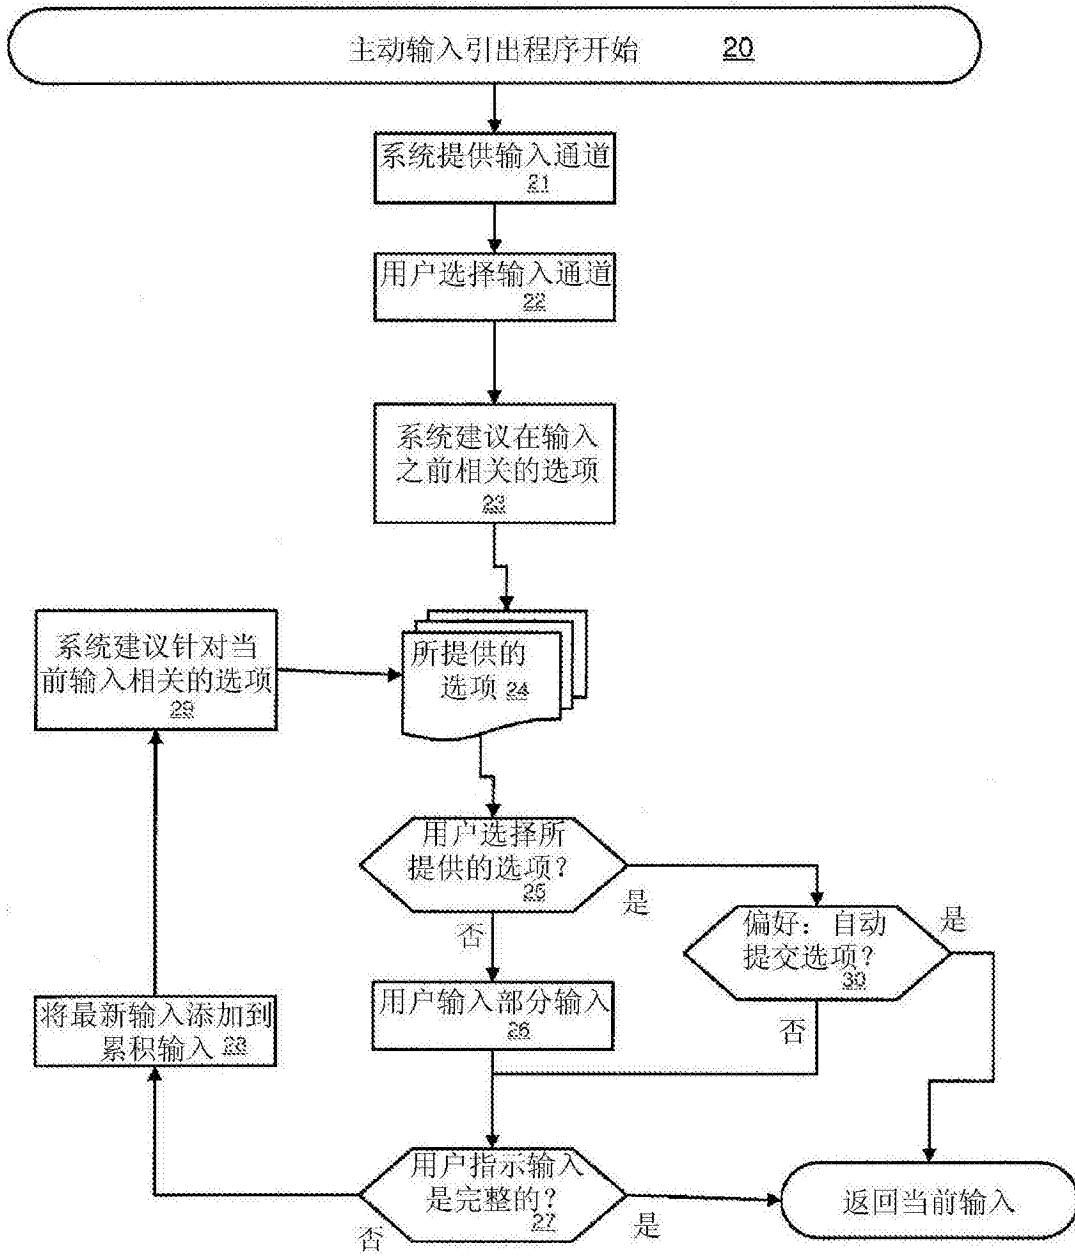 主动输入引出程序开始 20
系统提供输入通道
21
用户选择输入通道
22
系统建议在输入
之前相关的选项
23
系统建议针对当
前输入相关的选项
29
所提供的
选项 24
用户选择所
提供的选项?
25
是
否
偏好：自动
提交选项?
30
是
否
用户输入部分输入
26
将最新输入添加到
累积输入 28
用户指示输入
是完整的?
27
否
是
返回当前输入